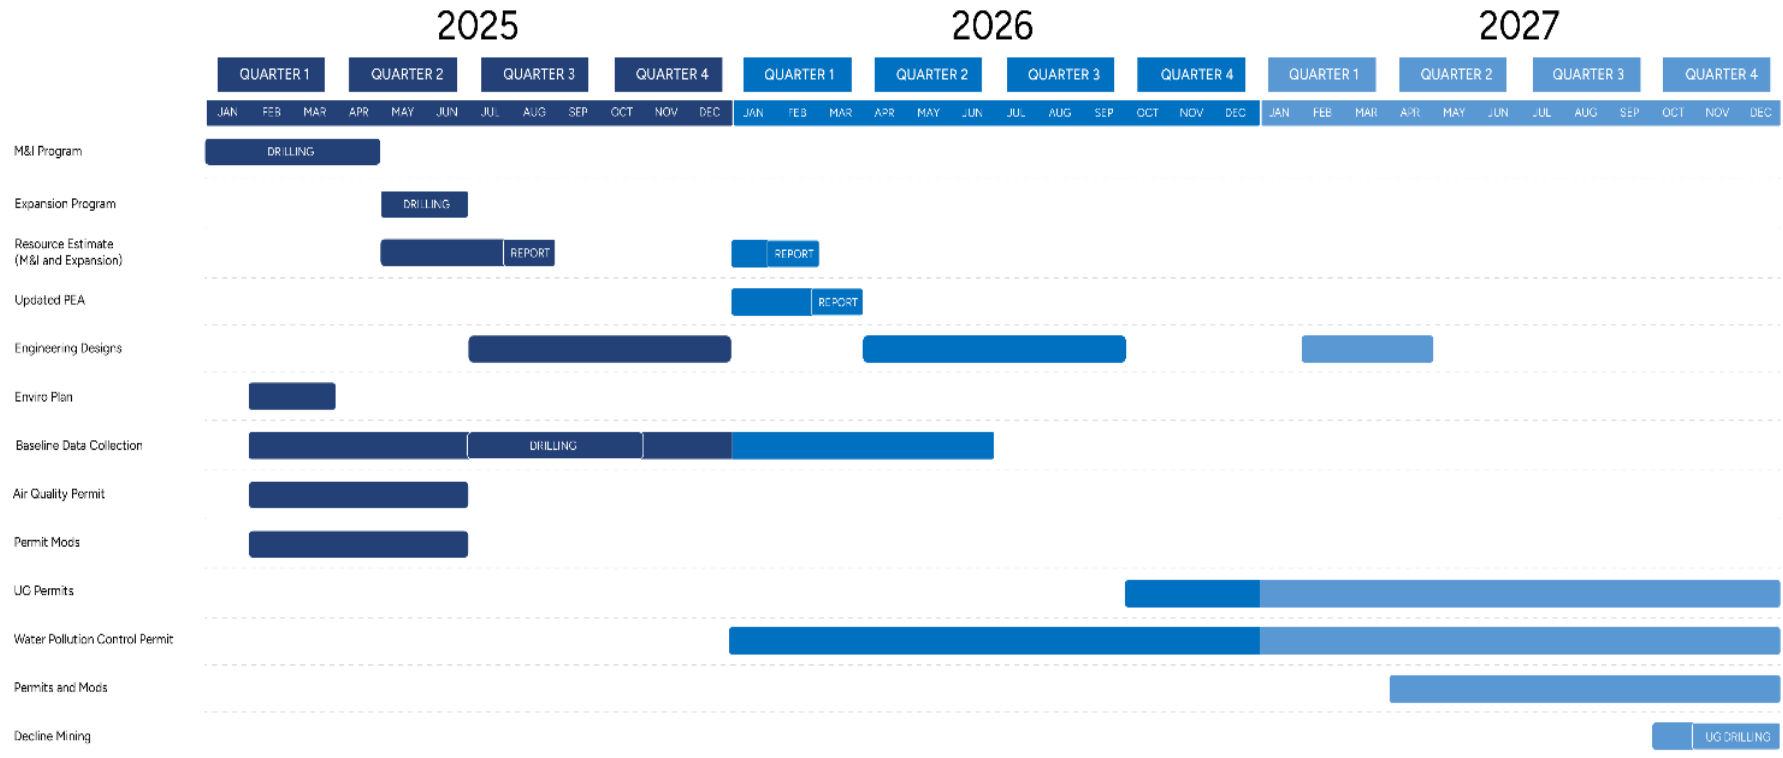 2025 2026 2027
QUARTER 1 QUARTER 2 QUARTER 3 QUARTER 4 QUARTER 1 QUARTER 2 QUARTER 3 QUARTER 4 QUARTER 1 QUARTER 2 QUARTER 3 QUARTER 4
JAN FEB MAR APR MAY JUN JUL AUG SEP OCT NOV DEC JAN FEB MAR APR MAY JUN JUL AUG SEP OCT NOV DEC JAN FEB MAR APR MAY JUN JUL AUG SEP OCT NOV DEC
M&I Program DRILLING
Expansion Program DRILLING
Resource Estimate
(M&I and Expansion) REPORT REPORT
Updated PEA REPORT
Engineering Designs
Enviro Plan
Baseline Data Collection DRILLING
Air Quality Permit
Permit Mods
UG Permits
Water Pollution Control Permit
Permits and Mods
Decline Mining UG DRILLING